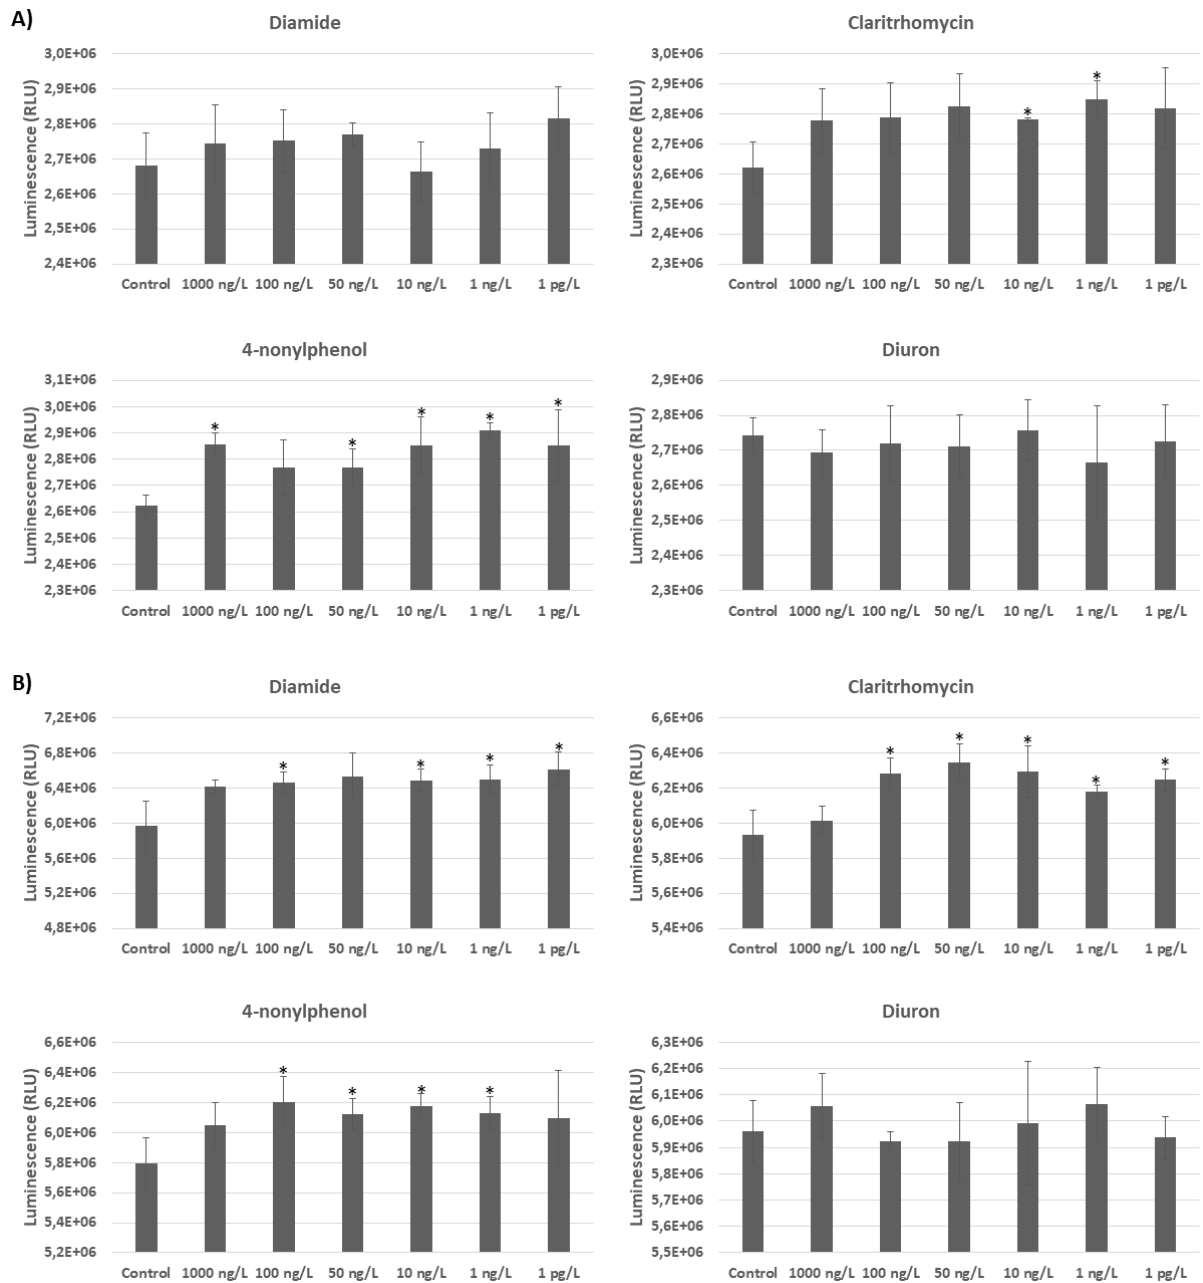 A)
Diamide
Luminescence (RLU)
3,0E+06
2,9E+06
2,8E+06
2,7E+06
2,6E+06
2,5E+06
2,4E+06
Control 1000 ng/L 100 ng/L 50 ng/L 10 ng/L 1 ng/L 1 pg/L
Claritrhomycin
Luminescence (RLU)
3,0E+06
2,9E+06
2,8E+06
2,7E+06
2,6E+06
2,5E+06
2,4E+06
2,3E+06
* *
Control 1000 ng/L 100 ng/L 50 ng/L 10 ng/L 1 ng/L 1 pg/L
4-nonylphenol
Luminescence (RLU)
3,1E+06
3,0E+06
2,9E+06
2,8E+06
2,7E+06
2,6E+06
2,5E+06
2,4E+06
2,3E+06
* * * * *
Control 1000 ng/L 100 ng/L 50 ng/L 10 ng/L 1 ng/L 1 pg/L
Diuron
Luminescence (RLU)
2,9E+06
2,8E+06
2,7E+06
2,6E+06
2,5E+06
2,4E+06
2,3E+06
Control 1000 ng/L 100 ng/L 50 ng/L 10 ng/L 1 ng/L 1 pg/L
B)
Diamide
Luminescence (RLU)
7,2E+06
6,8E+06
6,4E+06
6,0E+06
5,6E+06
5,2E+06
4,8E+06
* * * *
Control 1000 ng/L 100 ng/L 50 ng/L 10 ng/L 1 ng/L 1 pg/L
Claritrhomycin
Luminescence (RLU)
6,6E+06
6,4E+06
6,2E+06
6,0E+06
5,8E+06
5,6E+06
5,4E+06
* * * * *
Control 1000 ng/L 100 ng/L 50 ng/L 10 ng/L 1 ng/L 1 pg/L
4-nonylphenol
Luminescence (RLU)
6,6E+06
6,4E+06
6,2E+06
6,0E+06
5,8E+06
5,6E+06
5,4E+06
5,2E+06
* * * *
Control 1000 ng/L 100 ng/L 50 ng/L 10 ng/L 1 ng/L 1 pg/L
Diuron
Luminescence (RLU)
6,3E+06
6,2E+06
6,1E+06
6,0E+06
5,9E+06
5,8E+06
5,7E+06
5,6E+06
5,5E+06
Control 1000 ng/L 100 ng/L 50 ng/L 10 ng/L 1 ng/L 1 pg/L